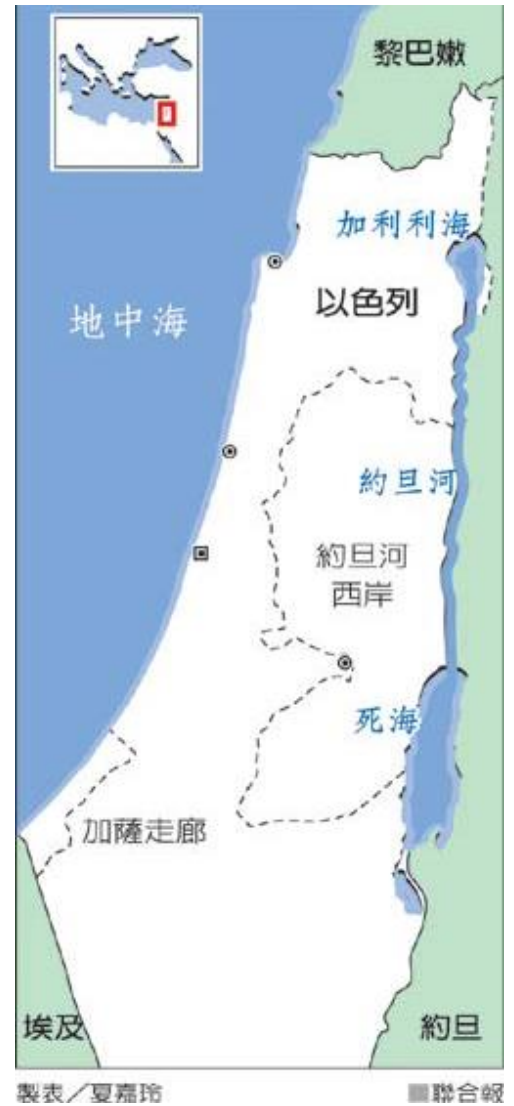 黎巴嫩
加利利海
以色列
地中海
約旦河
約旦河
西岸
死海
加薩走廊
埃及
約旦
製表／夏嘉玲
■聯合報